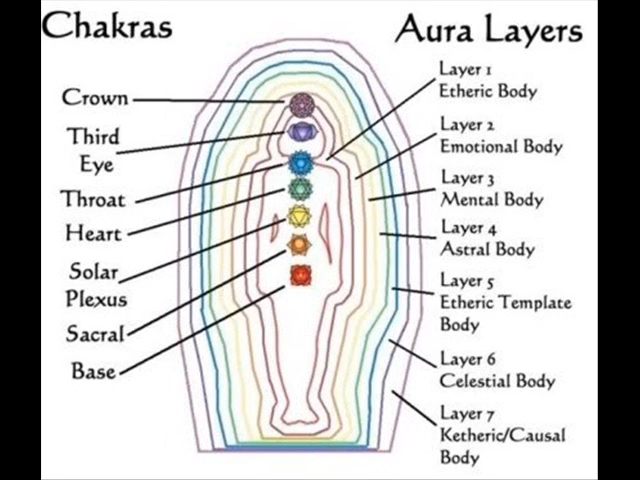 Chakras
Crown
Third
Eye
Throat
Heart
Solar
Plexus
Sacral
Base
Aura Layers
Layer 1
Etheric Body
Layer 2
Emotional Body
Layer 3
Mental Body
Layer 4
Astral Body
Layer 5
Etheric Template
Body
Layer 6
Celestial Body
Layer 7
Ketheric/Causal
Body